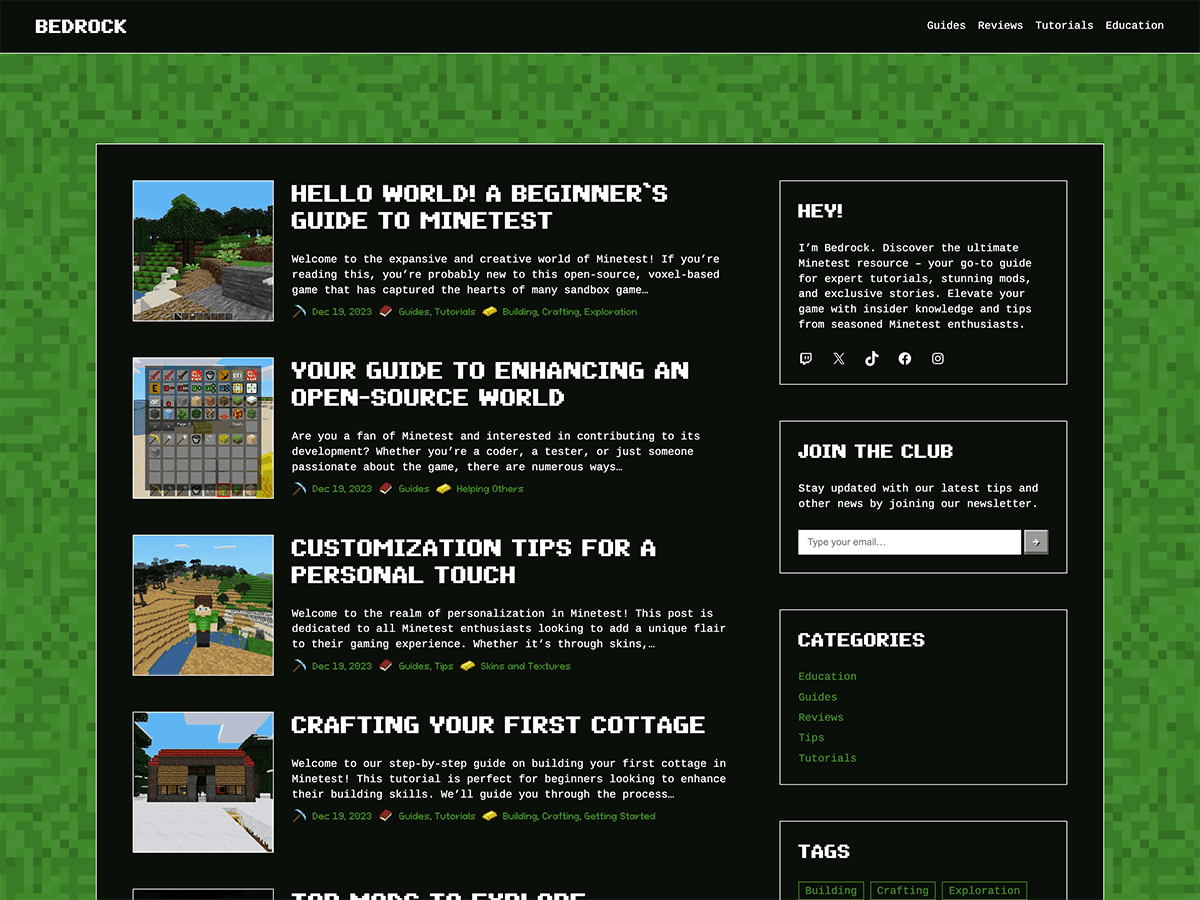 BEDROCK
Guides Reviews Tutorials Education
HELLO WORLD! A BEGINNER`S
GUIDE TO MINETEST
Welcome to the expansive and creative world of Minetest! If you’re
reading this, you’re probably new to this open-source, voxel-based
game that has captured the hearts of many sandbox game…
Dec 19, 2023 Guides, Tutorials Building, Crafting, Exploration
YOUR GUIDE TO ENHANCING AN
OPEN-SOURCE WORLD
Are you a fan of Minetest and interested in contributing to its
development? Whether you’re a coder, a tester, or just someone
passionate about the game, there are numerous ways…
Dec 19, 2023 Guides Helping Others
CUSTOMIZATION TIPS FOR A
PERSONAL TOUCH
Welcome to the realm of personalization in Minetest! This post is
dedicated to all Minetest enthusiasts looking to add a unique flair
to their gaming experience. Whether it’s through skins,…
Dec 19, 2023 Guides, Tips Skins and Textures
CRAFTING YOUR FIRST COTTAGE
Welcome to our step-by-step guide on building your first cottage in
Minetest! This tutorial is perfect for beginners looking to enhance
their building skills. We’ll guide you through the process…
Dec 19, 2023 Guides, Tutorials Building, Crafting, Getting Started
TOP MODS TO EXPLORE
HEY!
I’m Bedrock. Discover the ultimate
Minetest resource – your go-to guide
for expert tutorials, stunning mods,
and exclusive stories. Elevate your
game with insider knowledge and tips
from seasoned Minetest enthusiasts.
JOIN THE CLUB
Stay updated with our latest tips and
other news by joining our newsletter.
Type your email…
CATEGORIES
Education
Guides
Reviews
Tips
Tutorials
TAGS
Building Crafting Exploration